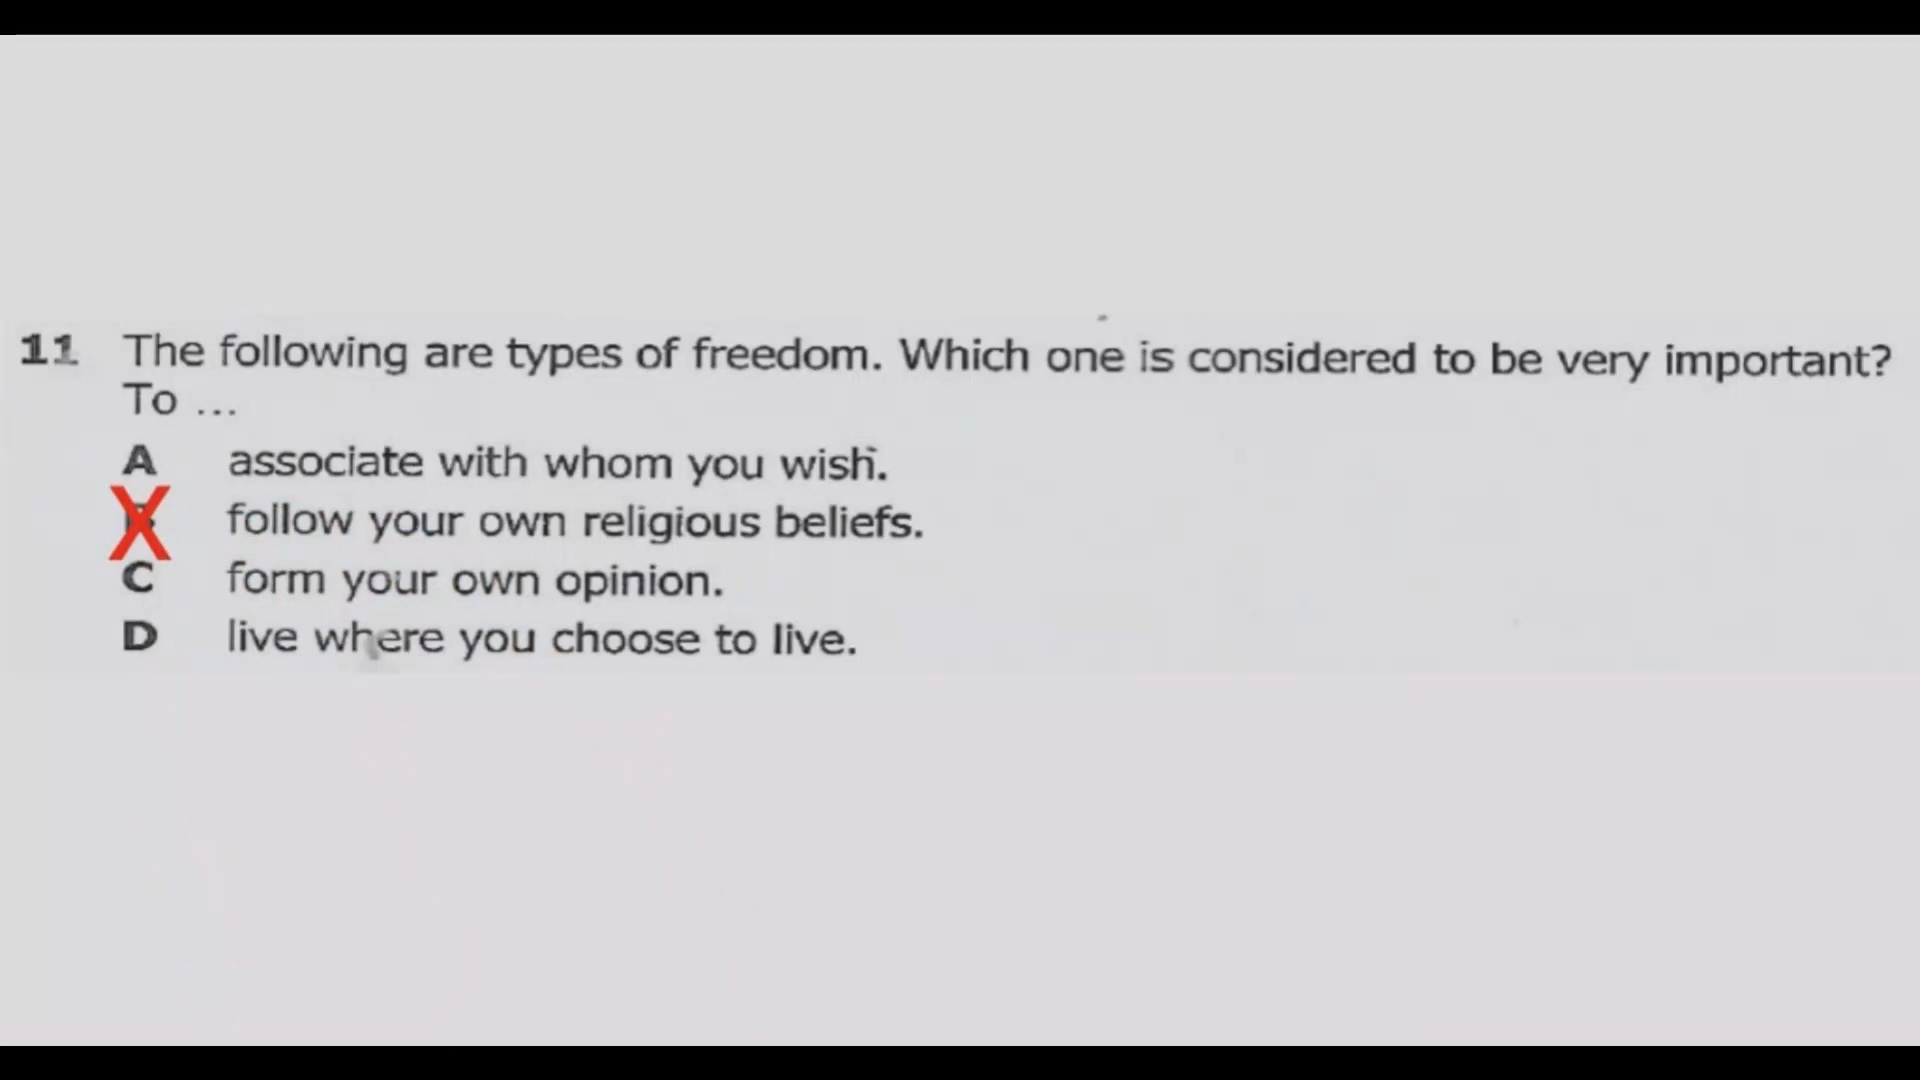 11 The following are types of freedom. Which one is considered to be very important?
To ...
A associate with whom you wish.
X follow your own religious beliefs.
C form your own opinion.
D live where you choose to live.